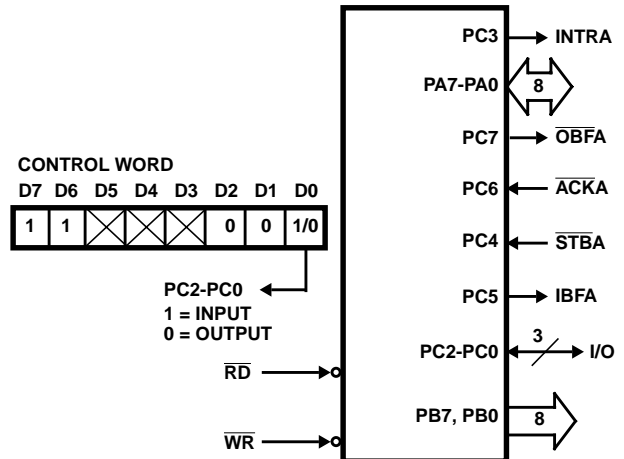 CONTROL WORD
D7 D6 D5 D4 D3 D2 D1 D0
1 1 0 0 1/0
PC2-PC0
1 = INPUT
0 = OUTPUT
RD
WR
PC3 INTRA
PA7-PA0 8
PC7 OBFA
PC6 ACKA
PC4 STBA
PC5 IBFA
PC2-PC0 3 I/O
PB7, PB0 8